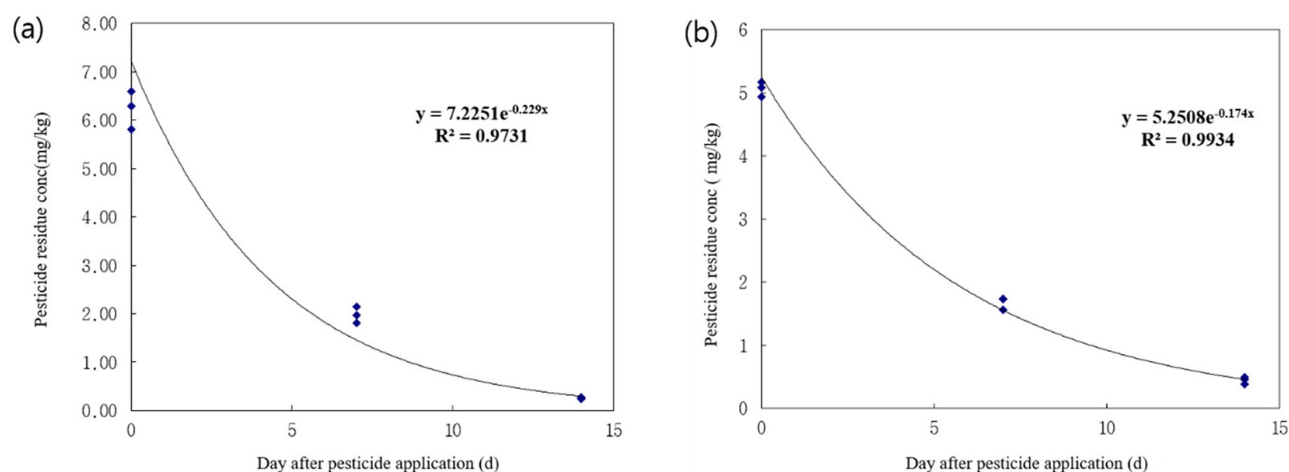 (a)
8.00
7.00
6.00
5.00
4.00
3.00
2.00
1.00
0.00
0
5
10
15
Pesticide residue conc(mg/kg)
Day after pesticide application (d)
y = 7.2251e^-0.229x
R² = 0.9731
(b)
6
5
4
3
2
1
0
0
5
10
15
Pesticide residue conc ( mg/kg)
Day after pesticide application (d)
y = 5.2508e^-0.174x
R² = 0.9934